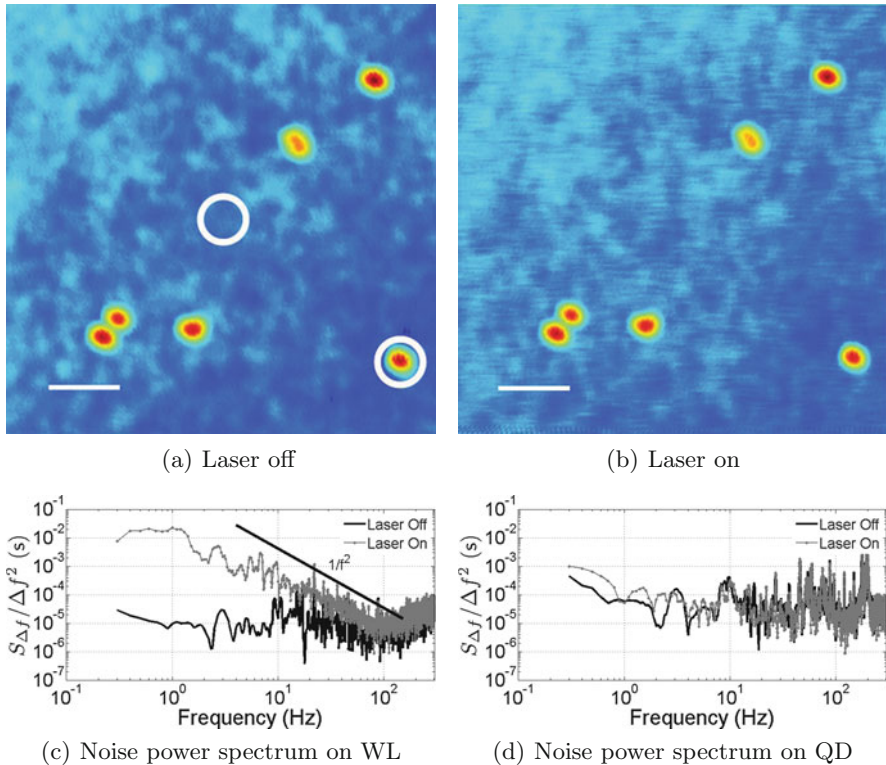 (a) Laser off
(b) Laser on
10^-1
10^-2
10^-3
10^-4
10^-5
10^-6
10^-7
S_Δf/Δf^2 (s)
Laser Off
Laser On
1/f^2
10^-1
10^0
10^1
10^2
Frequency (Hz)
(c) Noise power spectrum on WL
10^-1
10^-2
10^-3
10^-4
10^-5
10^-6
10^-7
S_Δf/Δf^2 (s)
Laser Off
Laser On
10^-1
10^0
10^1
10^2
Frequency (Hz)
(d) Noise power spectrum on QD